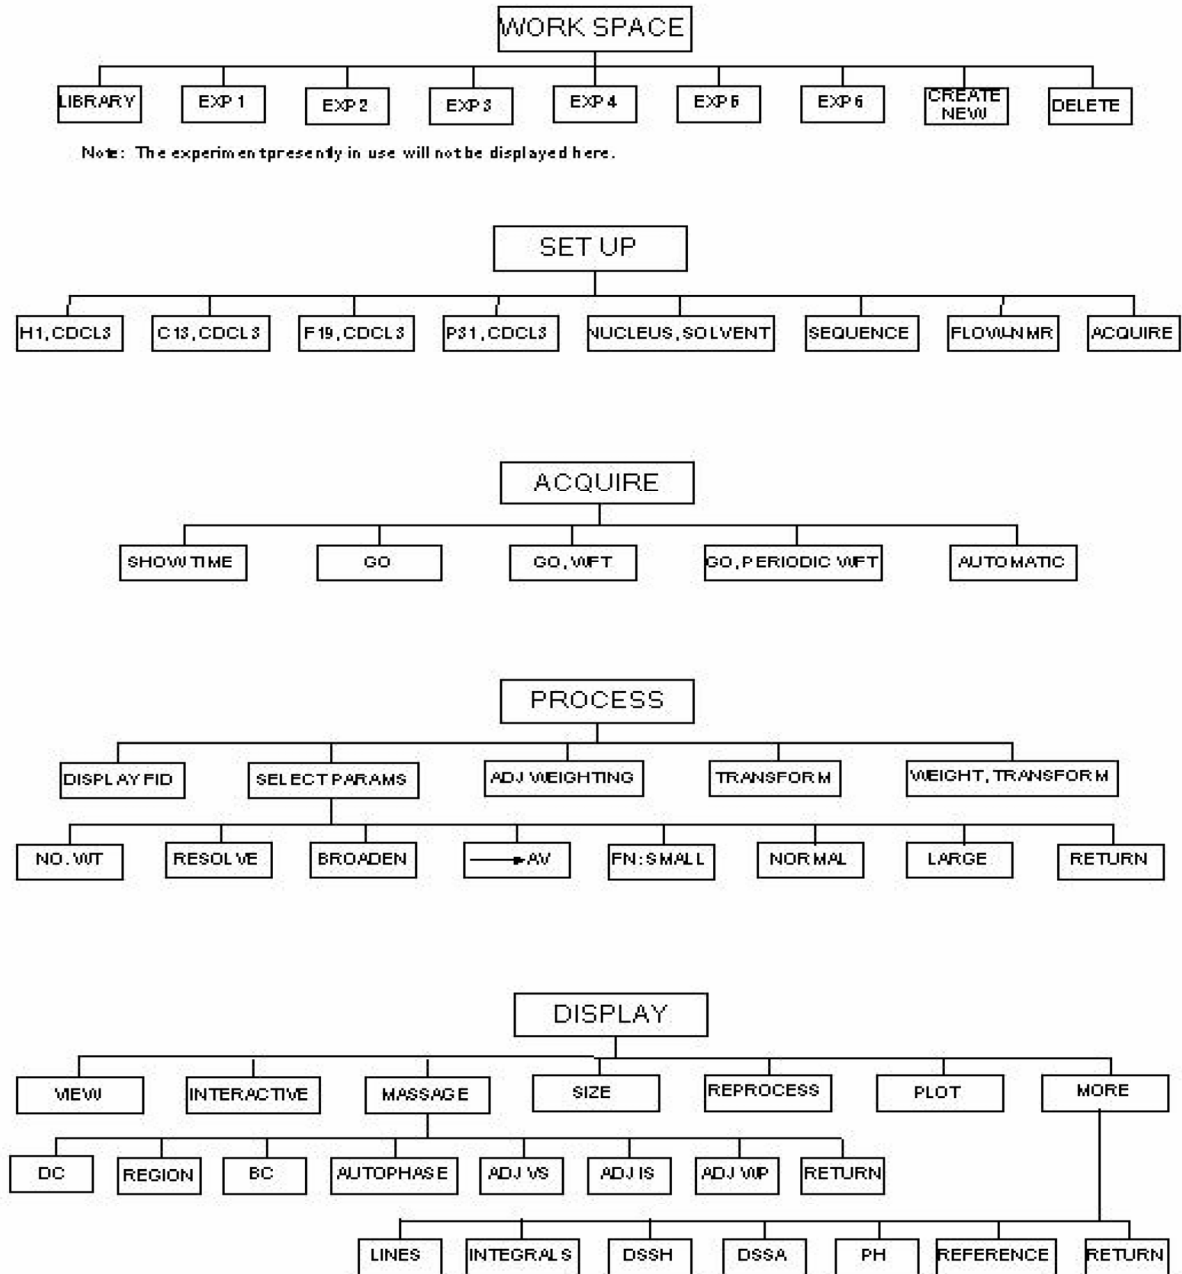 WORK SPACE
LIBRARY
EXP 1
EXP 2
EXP 3
EXP 4
EXP 5
EXP 6
CREATE
NEW
DELETE
Note: The experiment presently in use will not be displayed here.
SET UP
H1, CDCL3
C13, CDCL3
F19, CDCL3
P31, CDCL3
NUCLEUS, SOLVENT
SEQUENCE
FLOW-NMR
ACQUIRE
ACQUIRE
SHOW TIME
GO
GO, WFT
GO, PERIODIC WFT
AUTOMATIC
PROCESS
DISPLAY FID
SELECT PARAMS
ADJ WEIGHTING
TRANSFORM
WEIGHT, TRANSFORM
NO. WT
RESOLVE
BROADEN
AV
FN: SMALL
NORMAL
LARGE
RETURN
DISPLAY
VIEW
INTERACTIVE
MASSAGE
SIZE
REPROCESS
PLOT
MORE
DC
REGION
BC
AUTOPHASE
ADJ VS
ADJ IS
ADJ WP
RETURN
LINES
INTEGRALS
DSSH
DSSA
PH
REFERENCE
RETURN